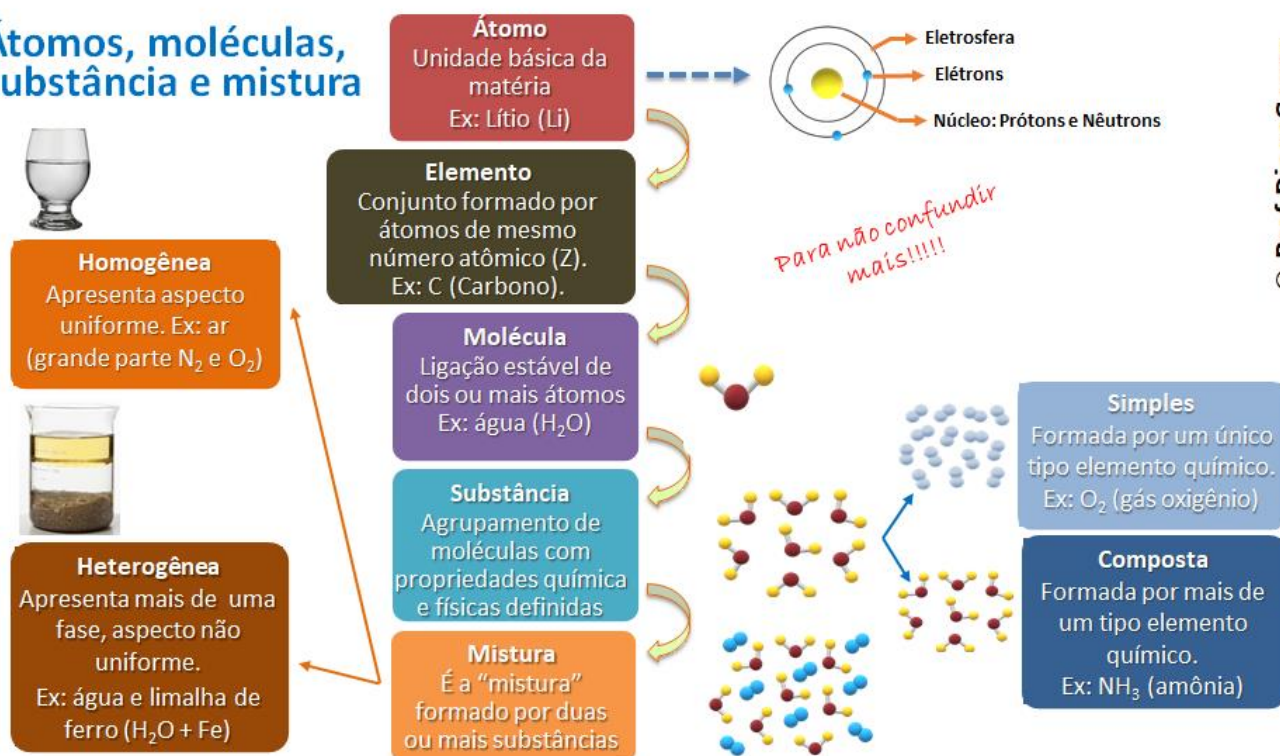 Átomos, moléculas,
substância e mistura
Átomo
Unidade básica da
matéria
Ex: Lítio (Li)
Eletrosfera
Elétrons
Núcleo: Prótons e Nêutrons
Elemento
Conjunto formado por
átomos de mesmo
número atômico (Z).
Ex: C (Carbono).
Para não confundir
mais!!!!!
Homogênea
Apresenta aspecto
uniforme. Ex: ar
(grande parte N₂ e O₂)
Molécula
Ligação estável de
dois ou mais átomos
Ex: água (H₂O)
Simples
Formada por um único
tipo elemento químico.
Ex: O₂ (gás oxigênio)
Substância
Agrupamento de
moléculas com
propriedades química
e físicas definidas
Composta
Formada por mais de
um tipo elemento
químico.
Ex: NH₃ (amônia)
Heterogênea
Apresenta mais de uma
fase, aspecto não
uniforme.
Ex: água e limalha de
ferro (H₂O + Fe)
Mistura
É a “mistura”
formado por duas
ou mais substâncias